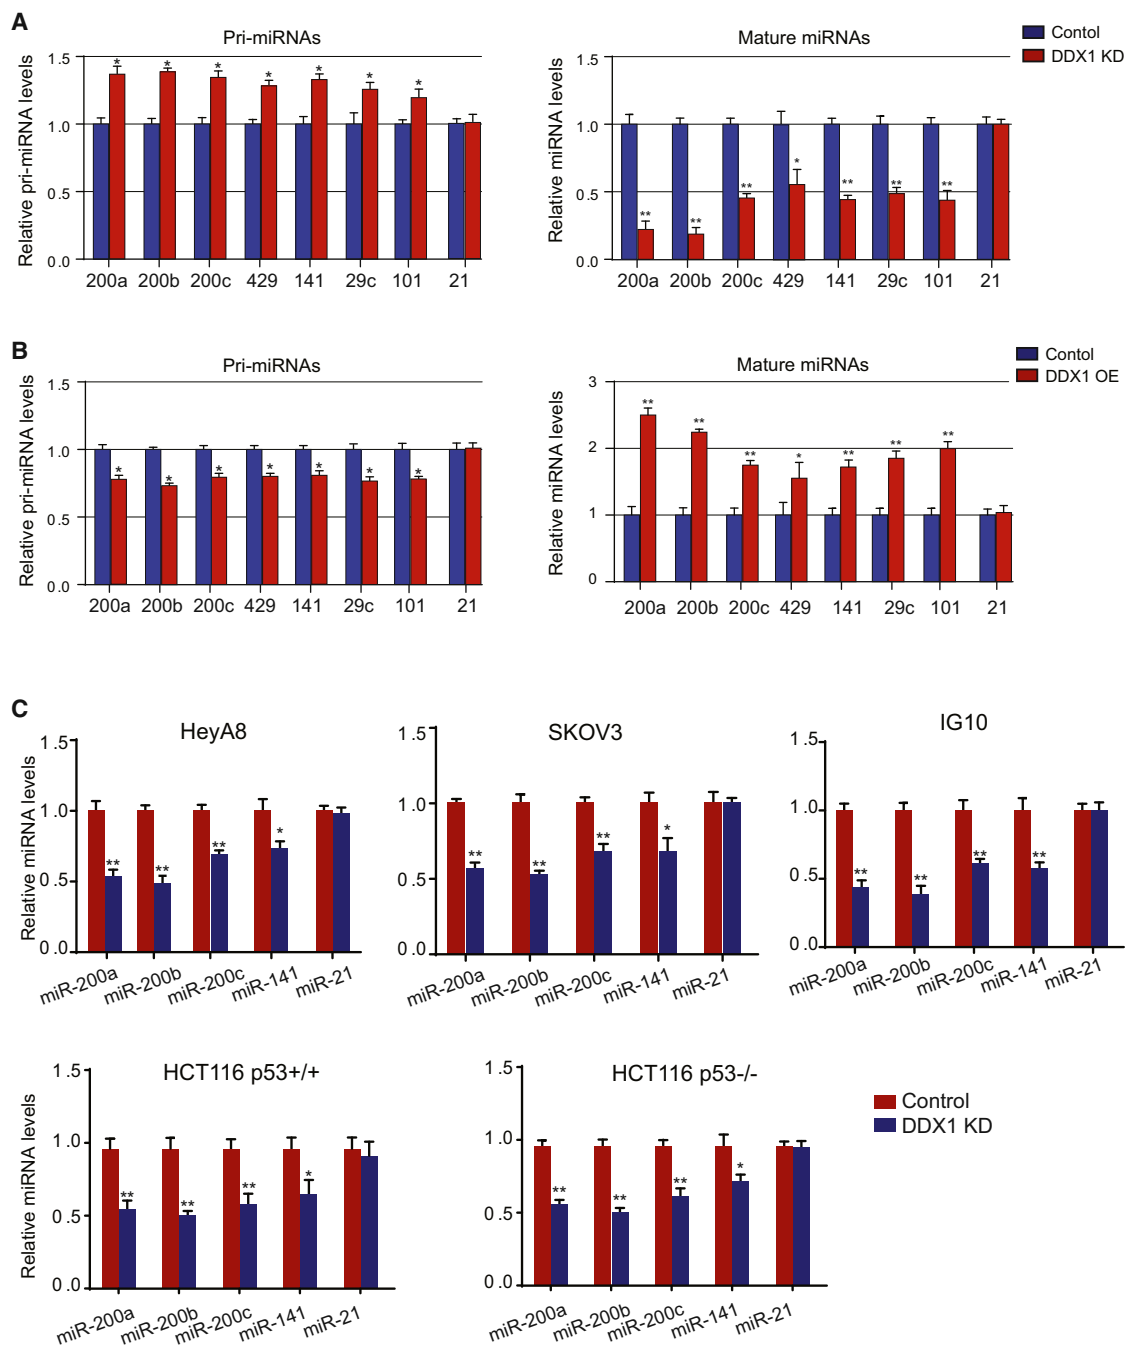 A
Pri-miRNAs
Mature miRNAs
Contol
DDX1 KD
Relative pri-miRNA levels
1.5
1.0
0.5
0.0
* * * * * * *
200a 200b 200c 429 141 29c 101 21
Relative miRNA levels
1.5
1.0
0.5
0.0
** ** ** * ** ** **
200a 200b 200c 429 141 29c 101 21
B
Pri-miRNAs
Mature miRNAs
Contol
DDX1 OE
Relative pri-miRNA levels
1.5
1.0
0.5
0.0
* * * * * * *
200a 200b 200c 429 141 29c 101 21
Relative miRNA levels
3
2
1
0
** ** ** * ** ** **
200a 200b 200c 429 141 29c 101 21
C
HeyA8
Relative miRNA levels
1.5
1.0
0.5
0.0
** ** ** *
miR-200a miR-200b miR-200c miR-141 miR-21
SKOV3
1.5
1.0
0.5
0.0
** ** ** *
miR-200a miR-200b miR-200c miR-141 miR-21
IG10
1.5
1.0
0.5
0.0
** ** ** **
miR-200a miR-200b miR-200c miR-141 miR-21
HCT116 p53+/+
Relative miRNA levels
1.5
1.0
0.5
0.0
** ** ** *
miR-200a miR-200b miR-200c miR-141 miR-21
HCT116 p53-/-
1.5
1.0
0.5
0.0
** ** ** *
miR-200a miR-200b miR-200c miR-141 miR-21
Control
DDX1 KD